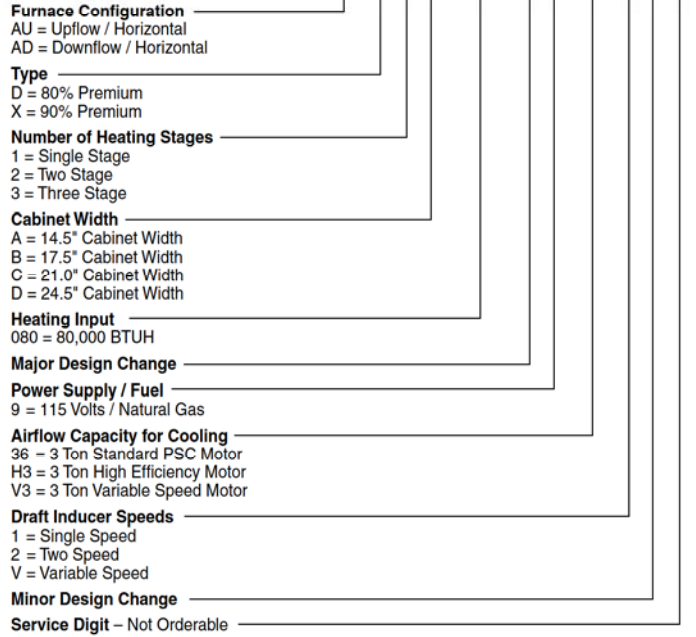 Furnace Configuration
AU = Upflow / Horizontal
AD = Downflow / Horizontal
Type
D = 80% Premium
X = 90% Premium
Number of Heating Stages
1 = Single Stage
2 = Two Stage
3 = Three Stage
Cabinet Width
A = 14.5" Cabinet Width
B = 17.5" Cabinet Width
C = 21.0" Cabinet Width
D = 24.5" Cabinet Width
Heating Input
080 = 80,000 BTUH
Major Design Change
Power Supply / Fuel
9 = 115 Volts / Natural Gas
Airflow Capacity for Cooling
36 – 3 Ton Standard PSC Motor
H3 = 3 Ton High Efficiency Motor
V3 = 3 Ton Variable Speed Motor
Draft Inducer Speeds
1 = Single Speed
2 = Two Speed
V = Variable Speed
Minor Design Change
Service Digit – Not Orderable